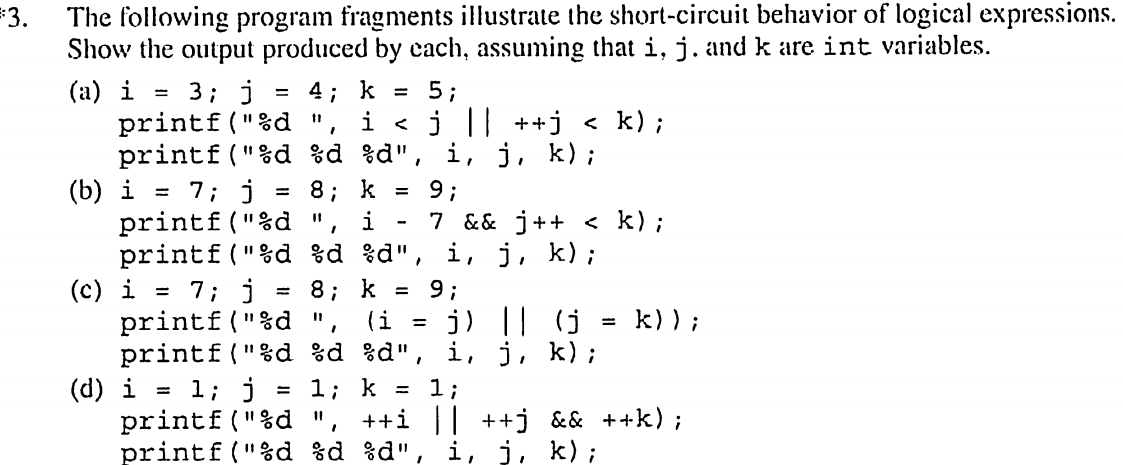 *3. The following program fragments illustrate the short-circuit behavior of logical expressions.
Show the output produced by each, assuming that i, j, and k are int variables.
(a) i = 3; j = 4; k = 5;
printf("%d ", i < j || ++j < k);
printf("%d %d %d", i, j, k);
(b) i = 7; j = 8; k = 9;
printf("%d ", i - 7 && j++ < k);
printf("%d %d %d", i, j, k);
(c) i = 7; j = 8; k = 9;
printf("%d ", (i = j) || (j = k));
printf("%d %d %d", i, j, k);
(d) i = 1; j = 1; k = 1;
printf("%d ", ++i || ++j && ++k);
printf("%d %d %d", i, j, k);